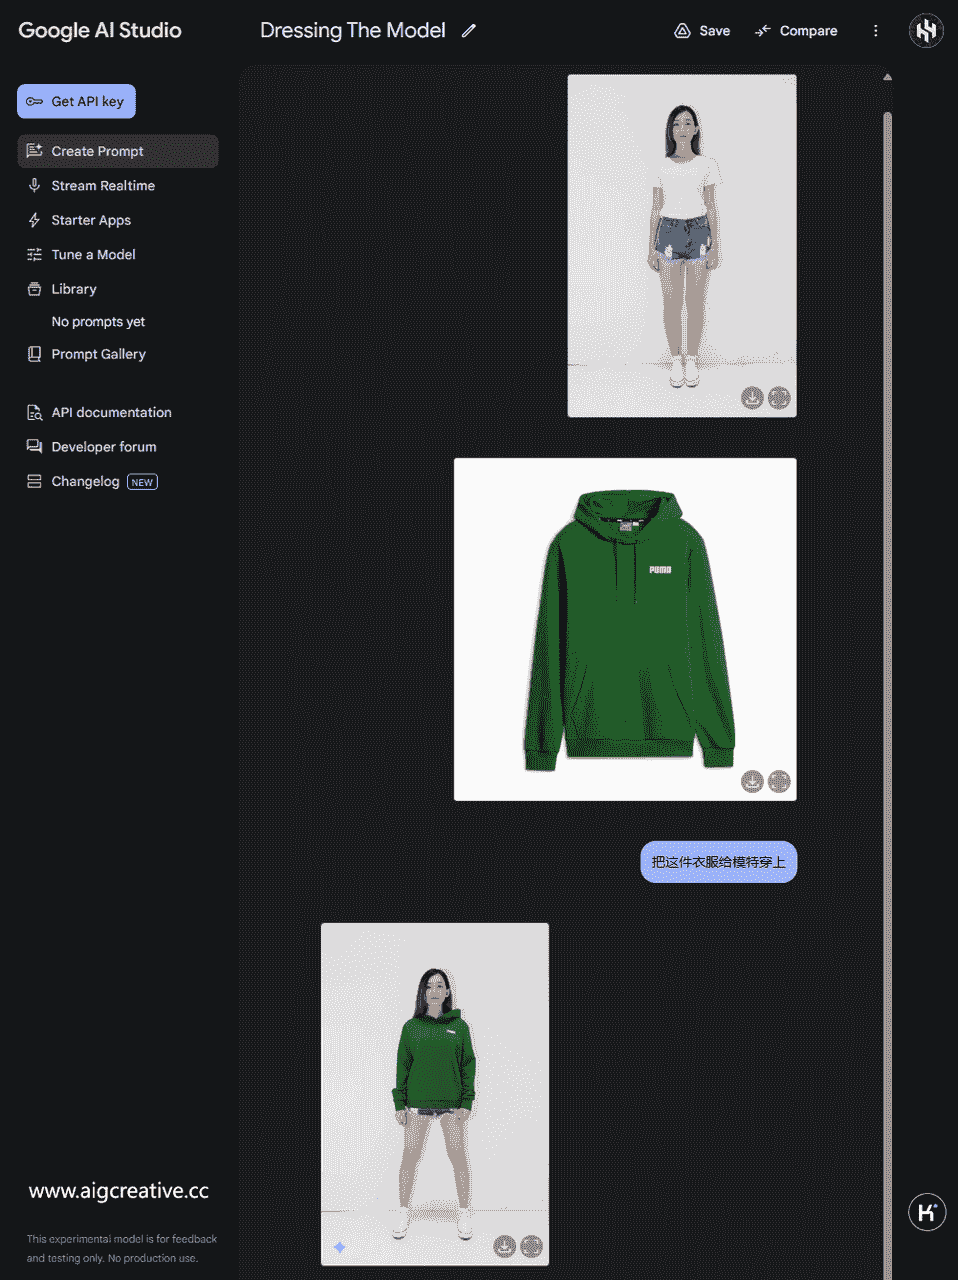 Google AI Studio
Dressing The Model
Save
Compare
Get API key
Create Prompt
Stream Realtime
Starter Apps
Tune a Model
Library
No prompts yet
Prompt Gallery
API documentation
Developer forum
Changelog NEW
PUMA
把这件衣服给模特穿上
www.aigcreative.cc
This experimental model is for feedback
and testing only. No production use.